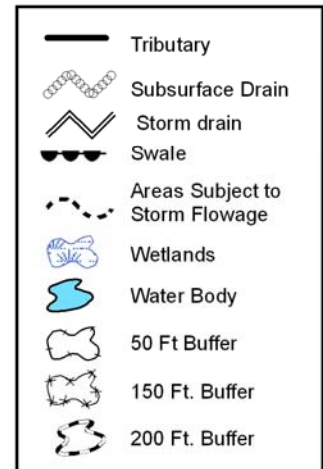 Tributary
Subsurface Drain
Storm drain
Swale
Areas Subject to
Storm Flowage
Wetlands
Water Body
50 Ft Buffer
150 Ft. Buffer
200 Ft. Buffer